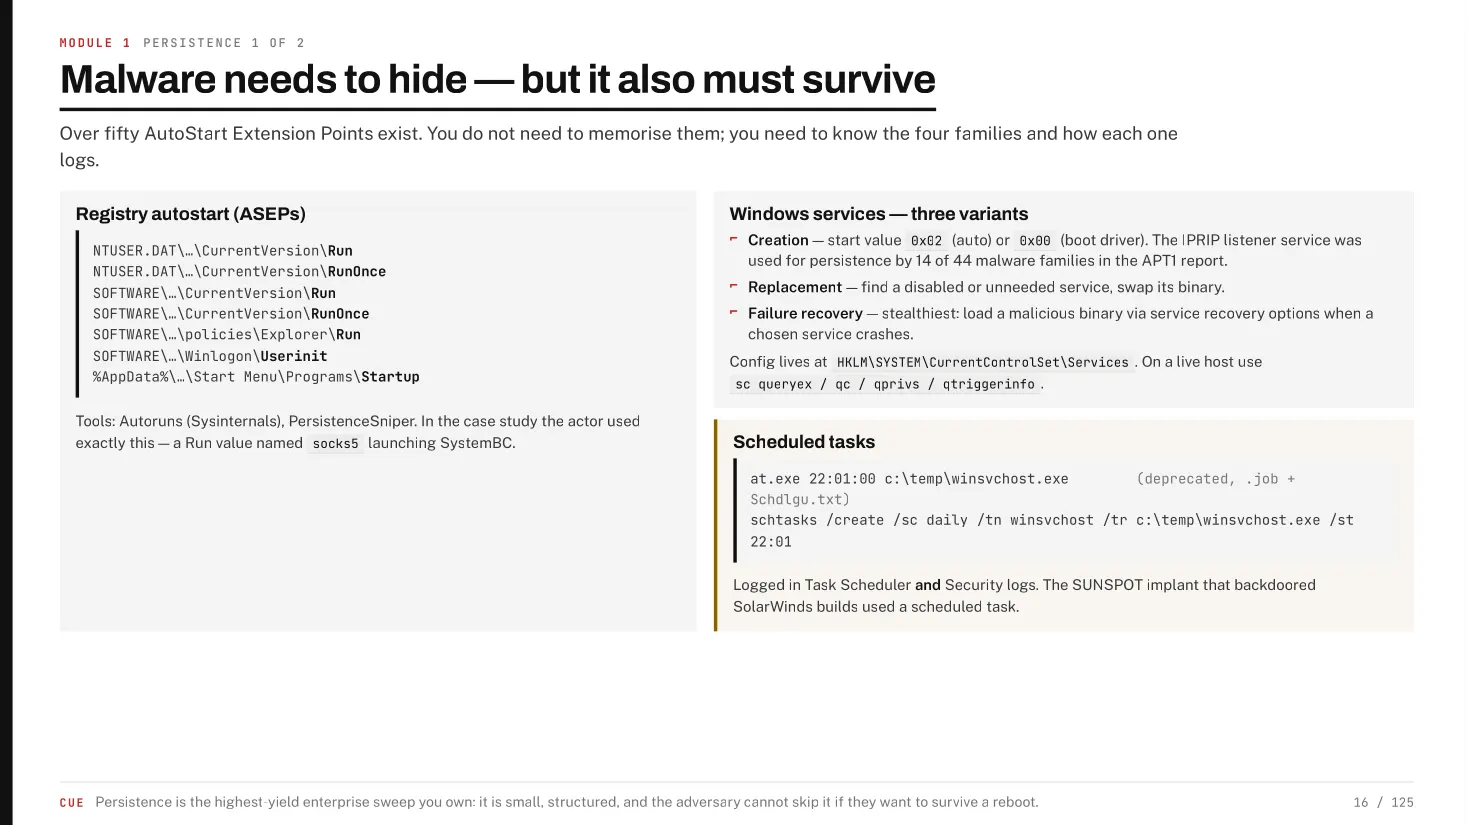 MODULE 1 PERSISTENCE 1 OF 2
Malware needs to hide — but it also must survive
Over fifty AutoStart Extension Points exist. You do not need to memorise them; you need to know the four families and how each one
logs.
Registry autostart (ASEPs)
NTUSER.DAT\…\CurrentVersion\Run
NTUSER.DAT\…\CurrentVersion\RunOnce
SOFTWARE\…\CurrentVersion\Run
SOFTWARE\…\CurrentVersion\RunOnce
SOFTWARE\…\policies\Explorer\Run
SOFTWARE\…\Winlogon\Userinit
%AppData%\…\Start Menu\Programs\Startup
Tools: Autoruns (Sysinternals), PersistenceSniper. In the case study the actor used
exactly this — a Run value named socks5 launching SystemBC.
Windows services — three variants
Creation — start value 0x02 (auto) or 0x00 (boot driver). The IPRIP listener service was
used for persistence by 14 of 44 malware families in the APT1 report.
Replacement — find a disabled or unneeded service, swap its binary.
Failure recovery — stealthiest: load a malicious binary via service recovery options when a
chosen service crashes.
Config lives at HKLM\SYSTEM\CurrentControlSet\Services. On a live host use
sc queryex / qc / qprivs / qtriggerinfo.
Scheduled tasks
at.exe 22:01:00 c:\temp\winsvchost.exe (deprecated, .job +
Schdlgu.txt)
schtasks /create /sc daily /tn winsvchost /tr c:\temp\winsvchost.exe /st
22:01
Logged in Task Scheduler and Security logs. The SUNSPOT implant that backdoored
SolarWinds builds used a scheduled task.
CUE Persistence is the highest-yield enterprise sweep you own: it is small, structured, and the adversary cannot skip it if they want to survive a reboot.
16 / 125